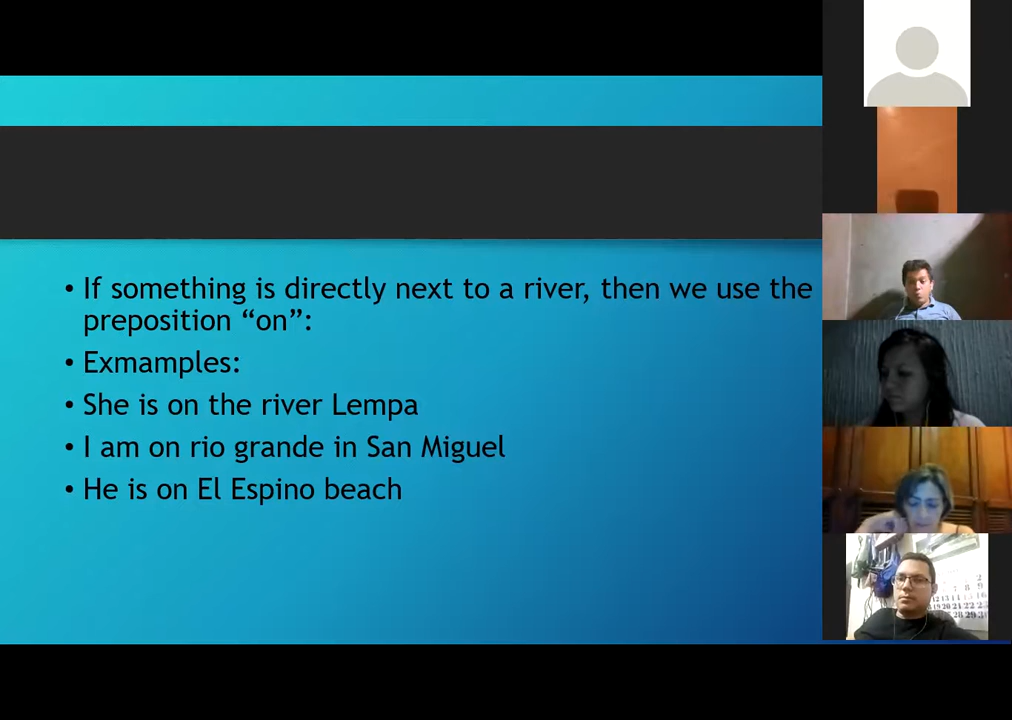 • If something is directly next to a river, then we use the
preposition “on”:
• Exmamples:
• She is on the river Lempa
• I am on rio grande in San Miguel
• He is on El Espino beach